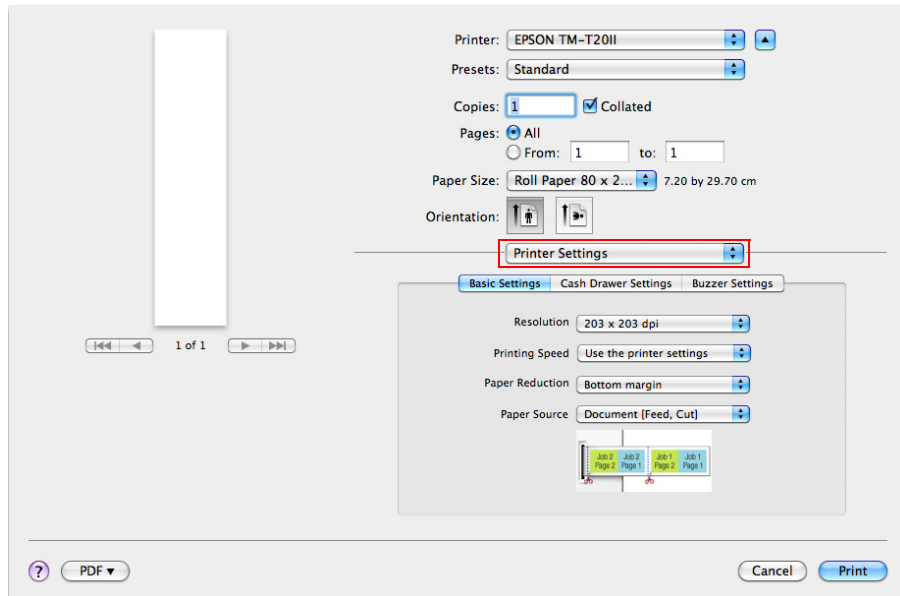 Printer: EPSON TM-T20II
Presets: Standard
Copies: 1 Collated
Pages: All
From: 1 to: 1
Paper Size: Roll Paper 80 x 2... 7.20 by 29.70 cm
Orientation:
Printer Settings
Basic Settings Cash Drawer Settings Buzzer Settings
Resolution 203 x 203 dpi
Printing Speed Use the printer settings
Paper Reduction Bottom margin
Paper Source Document [Feed, Cut]
Job 2 Job 2 Job 1 Job 1
Page 2 Page 1 Page 2 Page 1
1 of 1
? PDF ▼ Cancel Print